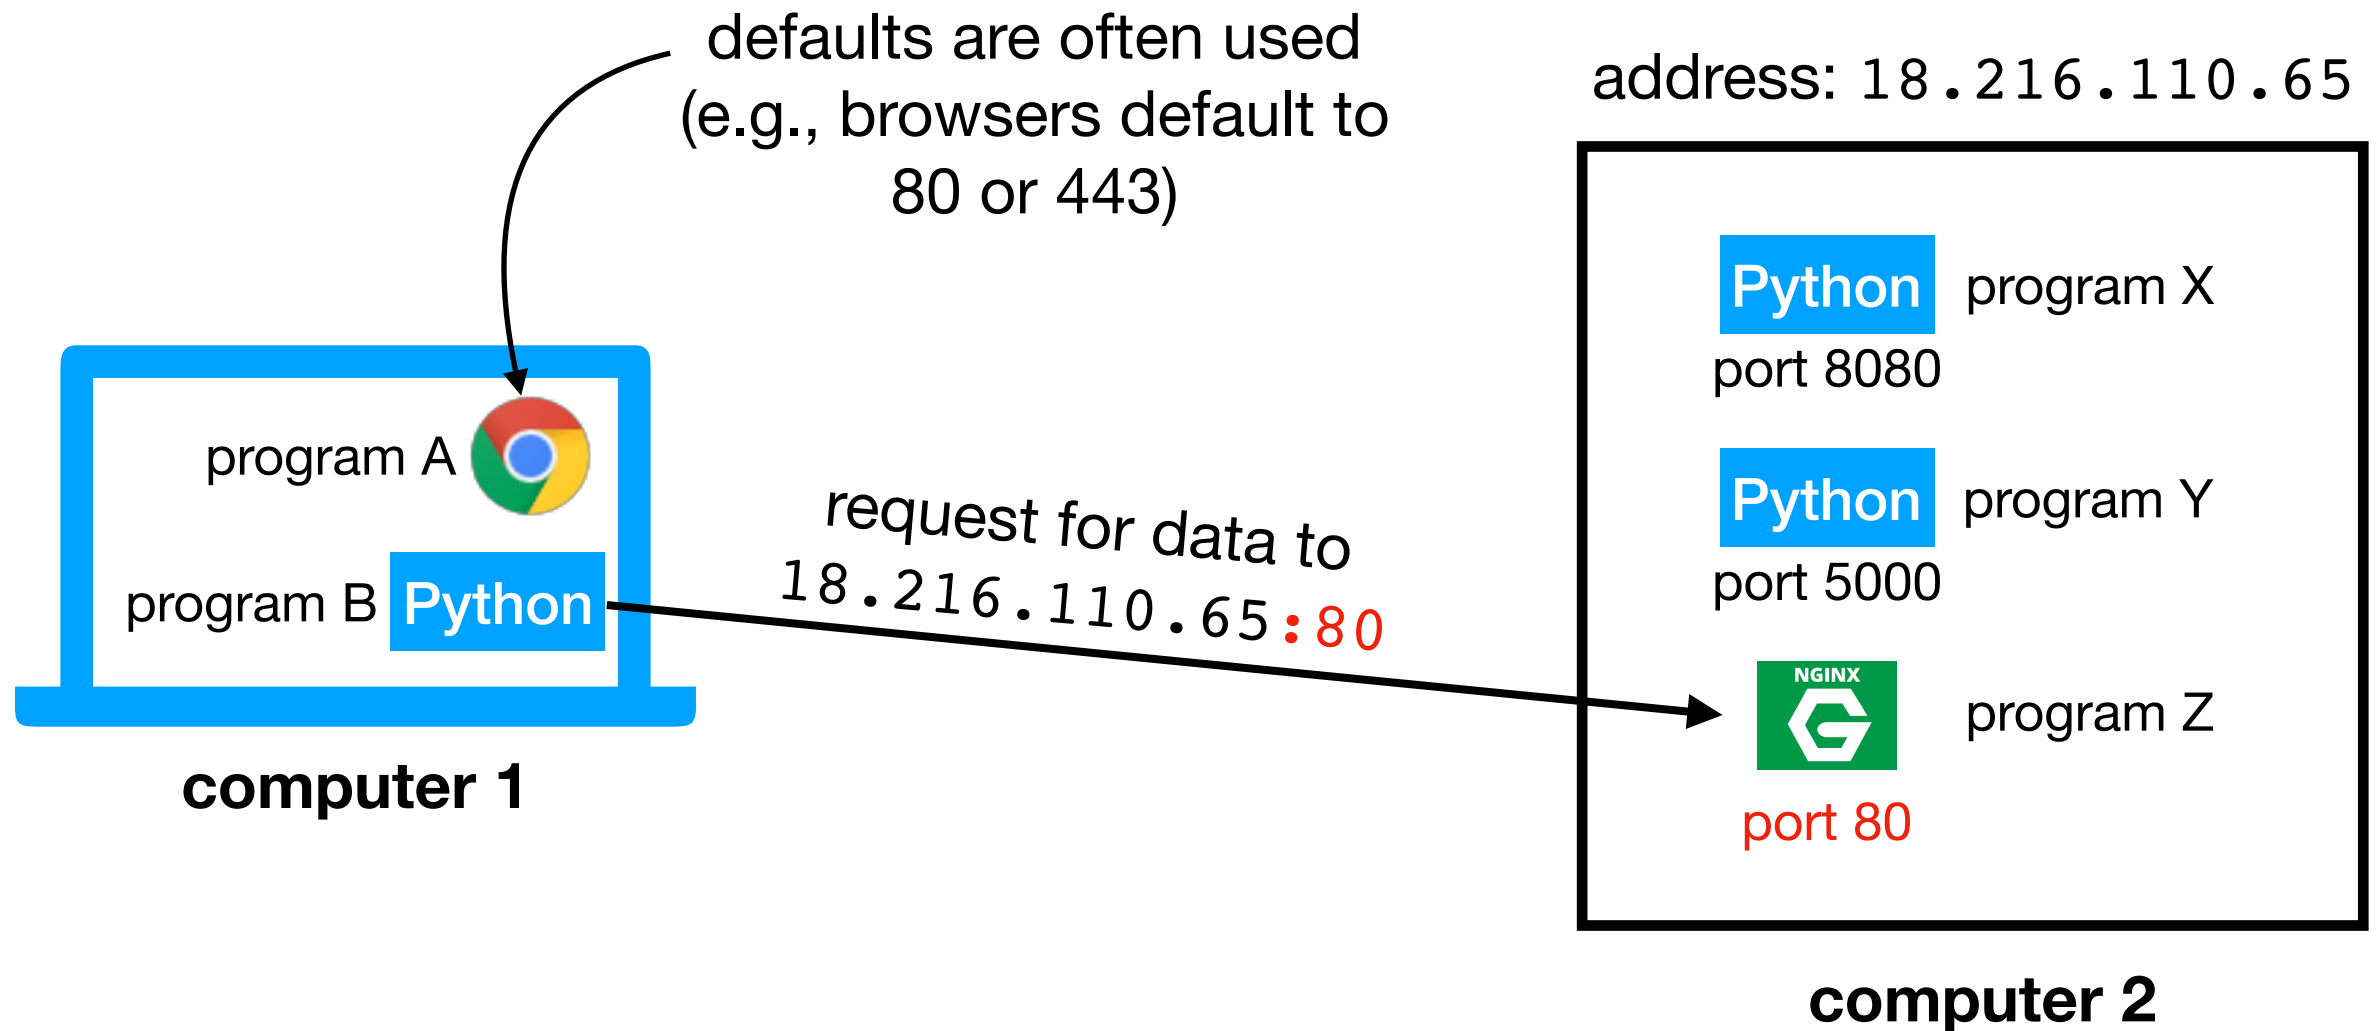 defaults are often used
(e.g., browsers default to
80 or 443)
address: 18.216.110.65
program A
program B Python
computer 1
request for data to
18.216.110.65:80
Python program X
port 8080
Python program Y
port 5000
NGINX
program Z
port 80
computer 2